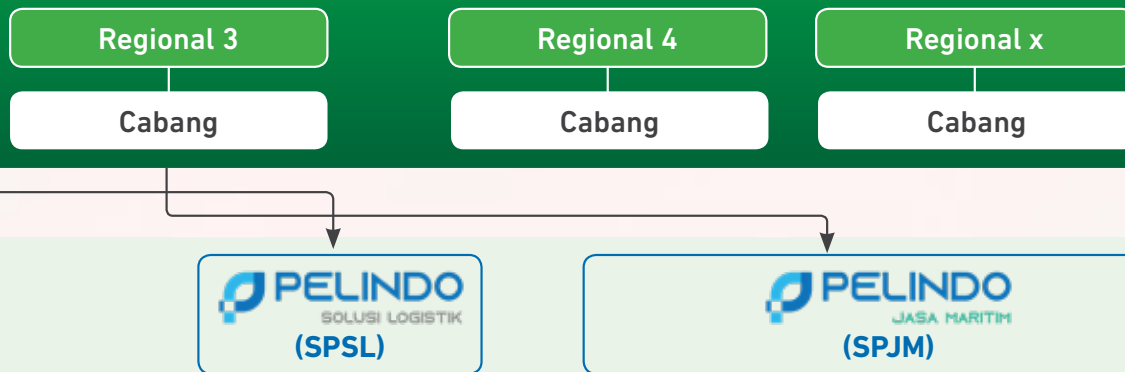 Regional 3
Regional 4
Regional x
Cabang
Cabang
Cabang
PELINDO
SOLUSI LOGISTIK
(SPSL)
PELINDO
JASA MARITIM
(SPJM)